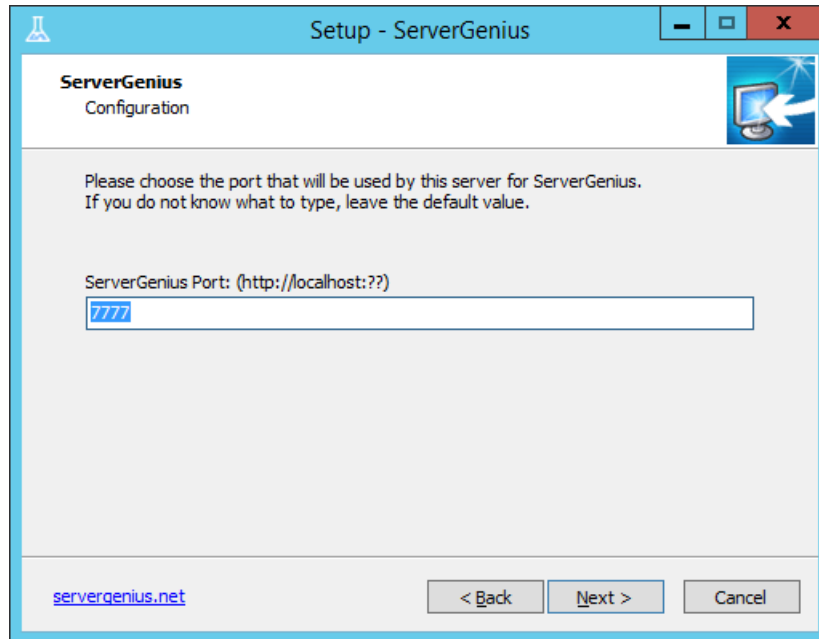 Setup - ServerGenius
ServerGenius
Configuration
Please choose the port that will be used by this server for ServerGenius.
If you do not know what to type, leave the default value.
ServerGenius Port: (http://localhost:??)
7777
servergenius.net
< Back
Next >
Cancel